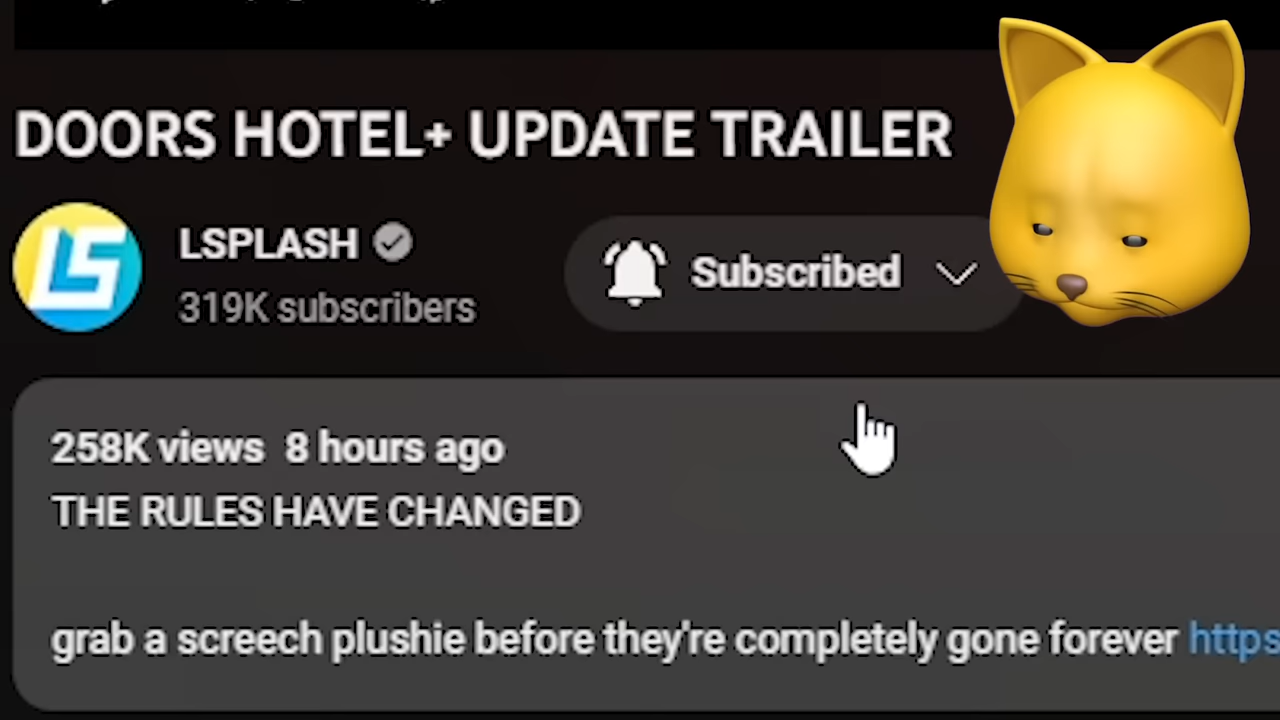 DOORS HOTEL+ UPDATE TRAILER
LS
LSPLASH
319K subscribers
Subscribed
258K views 8 hours ago
THE RULES HAVE CHANGED
grab a screech plushie before they're completely gone forever https